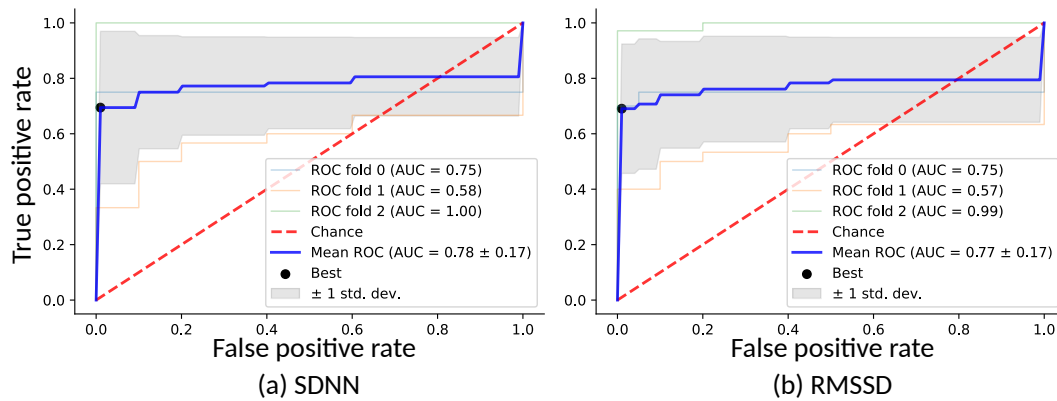 True positive rate
1.0
0.8
0.6
0.4
0.2
0.0
ROC fold 0 (AUC = 0.75)
ROC fold 1 (AUC = 0.58)
ROC fold 2 (AUC = 1.00)
Chance
Mean ROC (AUC = 0.78 ± 0.17)
Best
± 1 std. dev.
0.0 0.2 0.4 0.6 0.8 1.0
False positive rate
(a) SDNN
1.0
0.8
0.6
0.4
0.2
0.0
ROC fold 0 (AUC = 0.75)
ROC fold 1 (AUC = 0.57)
ROC fold 2 (AUC = 0.99)
Chance
Mean ROC (AUC = 0.77 ± 0.17)
Best
± 1 std. dev.
0.0 0.2 0.4 0.6 0.8 1.0
False positive rate
(b) RMSSD